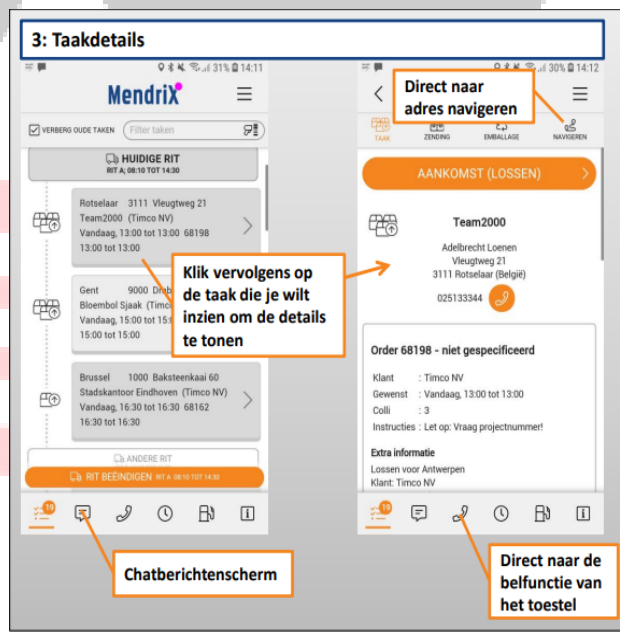 3: Taakdetails
31% 14:11
MendriX
VERBERG OUDE TAKEN
Filter taken
HUIDIGE RIT
RIT A; 08:10 TOT 14:30
Rotselaar 3111 Vleugtweg 21
Team2000 (Timco NV)
Vandaag, 13:00 tot 13:00 68198
13:00 tot 13:00
Gent 9000
Bloembol Sjaak
Vandaag, 15:00 tot
15:00 tot 15:00
Brussel 1000 Baksteenkaai 60
Stadskantoor Eindhoven (Timco NV)
Vandaag, 16:30 tot 16:30 68162
16:30 tot 16:30
ANDERE RIT
RIT BEËINDIGEN RIT A 08:10 TOT 14:30
19
Chatberichtenscherm
Klik vervolgens op
de taak die je wilt
inzien om de details
te tonen
30% 14:12
Direct naar
adres navigeren
TAAK
ZENDING
EMBALLAGE
NAVIGEREN
AANKOMST (LOSSEN)
Team2000
Adelbrecht Loenen
Vleugtweg 21
3111 Rotselaar (België)
025133344
Order 68198 - niet gespecificeerd
Klant : Timco NV
Gewenst : Vandaag, 13:00 tot 13:00
Colli : 3
Instructies : Let op: Vraag projectnummer!
Extra informatie
Lossen voor Antwerpen
Klant: Timco NV
19
Direct naar de
belfunctie van
het toestel